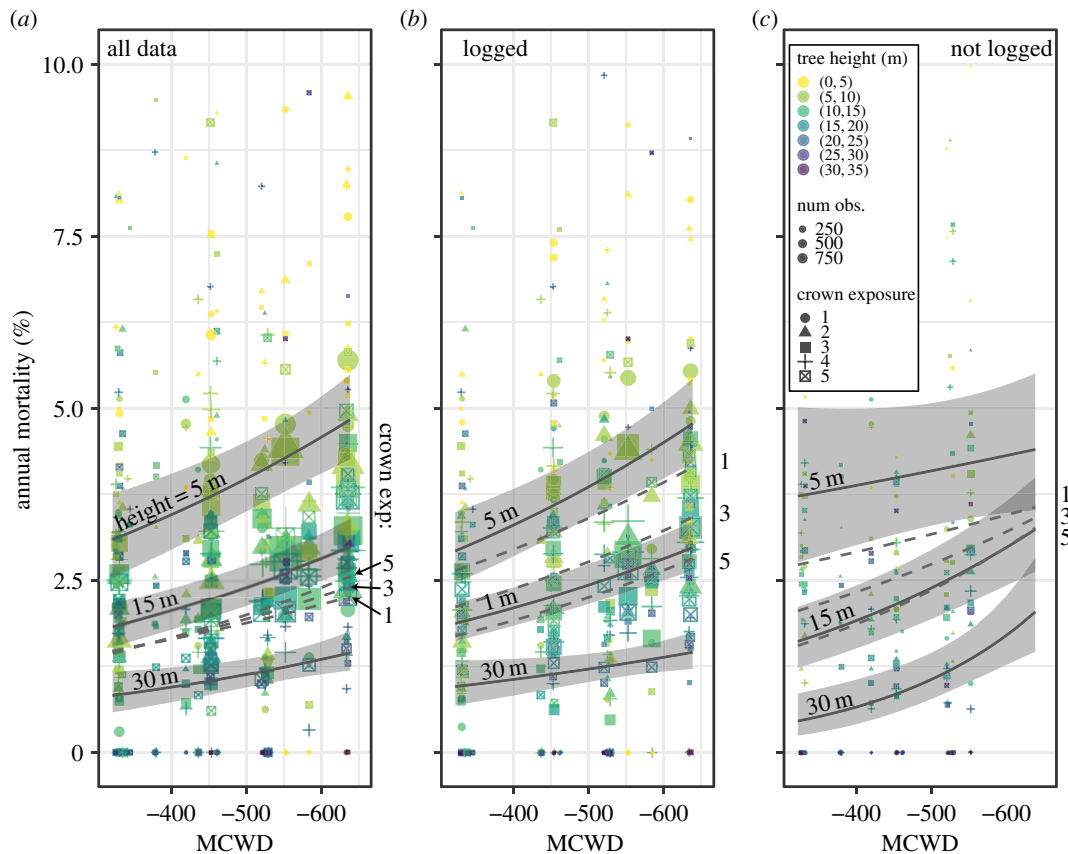 (a)
(b)
(c)
all data
logged
not logged
annual mortality (%)
10.0
7.5
5.0
2.5
0
height = 5 m
15 m
30 m
crown exp.
5
3
1
−400
−500
−600
MCWD
5 m
1 m
30 m
1
3
5
−400
−500
−600
MCWD
tree height (m)
(0, 5)
(5, 10)
(10,15)
(15, 20)
(20, 25)
(25, 30)
(30, 35)
num obs.
250
500
750
crown exposure
1
2
3
4
5
5 m
15 m
30 m
1
3
5
−400
−500
−600
MCWD